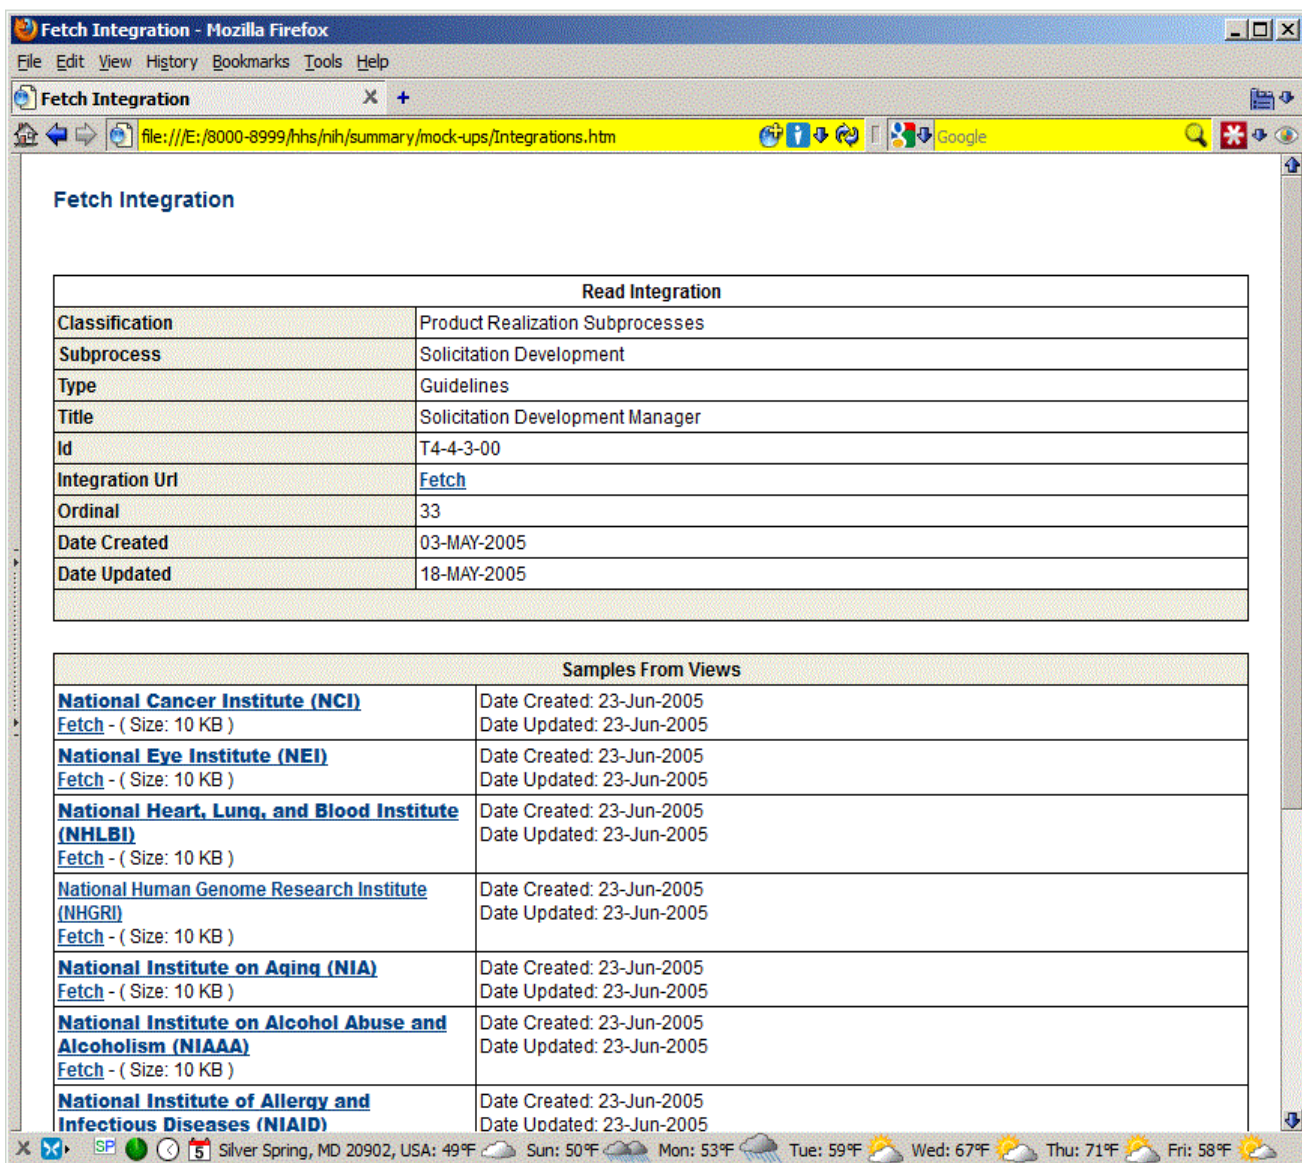 Fetch Integration - Mozilla Firefox
File Edit View History Bookmarks Tools Help
Fetch Integration
file:///E:/8000-8999/hhs/nih/summary/mock-ups/Integrations.htm Google
Fetch Integration
Read Integration
Classification Product Realization Subprocesses
Subprocess Solicitation Development
Type Guidelines
Title Solicitation Development Manager
Id T4-4-3-00
Integration Url Fetch
Ordinal 33
Date Created 03-MAY-2005
Date Updated 18-MAY-2005
Samples From Views
National Cancer Institute (NCI) Date Created: 23-Jun-2005
Fetch - ( Size: 10 KB ) Date Updated: 23-Jun-2005
National Eye Institute (NEI) Date Created: 23-Jun-2005
Fetch - ( Size: 10 KB ) Date Updated: 23-Jun-2005
National Heart, Lung, and Blood Institute Date Created: 23-Jun-2005
(NHLBI) Date Updated: 23-Jun-2005
Fetch - ( Size: 10 KB )
National Human Genome Research Institute Date Created: 23-Jun-2005
(NHGRI) Date Updated: 23-Jun-2005
Fetch - ( Size: 10 KB )
National Institute on Aging (NIA) Date Created: 23-Jun-2005
Fetch - ( Size: 10 KB ) Date Updated: 23-Jun-2005
National Institute on Alcohol Abuse and Date Created: 23-Jun-2005
Alcoholism (NIAAA) Date Updated: 23-Jun-2005
Fetch - ( Size: 10 KB )
National Institute of Allergy and Date Created: 23-Jun-2005
Infectious Diseases (NIAID) Date Updated: 23-Jun-2005
SP 5 Silver Spring, MD 20902, USA: 49°F Sun: 50°F Mon: 53°F Tue: 59°F Wed: 67°F Thu: 71°F Fri: 58°F